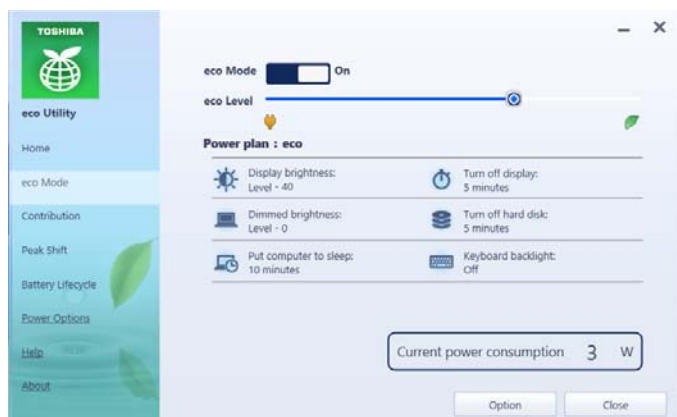 TOSHIBA
eco Utility
Home
eco Mode
Contribution
Peak Shift
Battery Lifecycle
Power Options
Help
About
eco Mode On
eco Level
Power plan : eco
Display brightness:
Level - 40
Turn off display:
5 minutes
Dimmed brightness:
Level - 0
Turn off hard disk:
5 minutes
Put computer to sleep:
10 minutes
Keyboard backlight:
Off
Current power consumption 3 W
Option Close